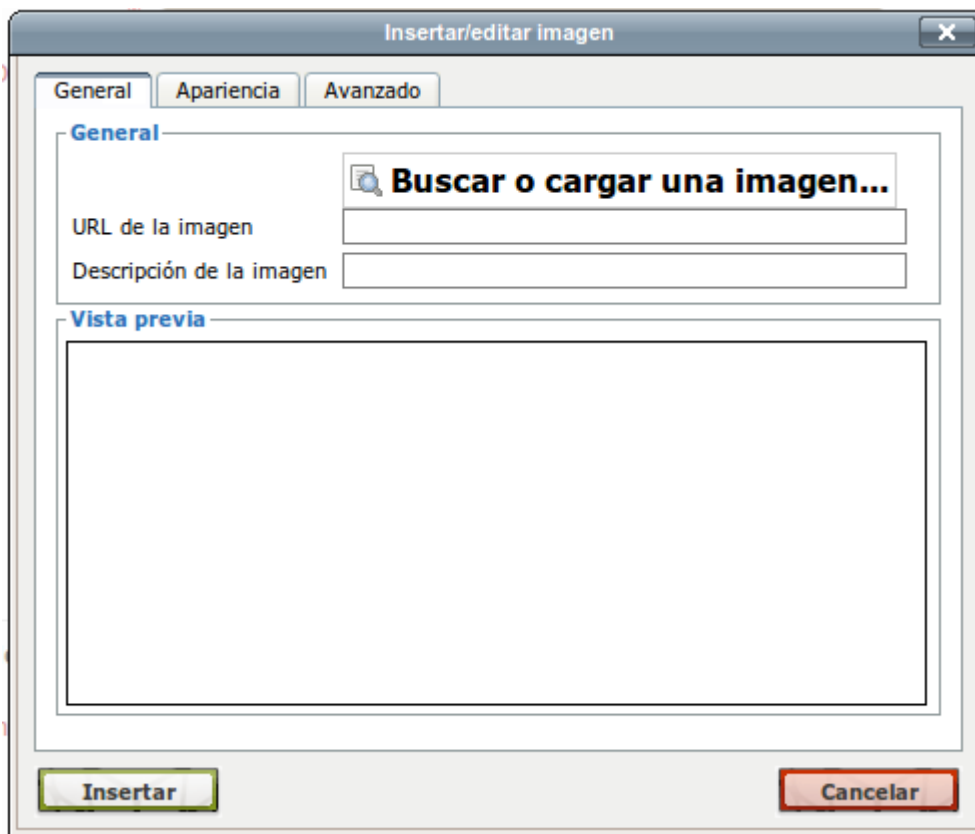 Insertar/editar imagen
General Apariencia Avanzado
General
Buscar o cargar una imagen...
URL de la imagen
Descripción de la imagen
Vista previa
Insertar Cancelar